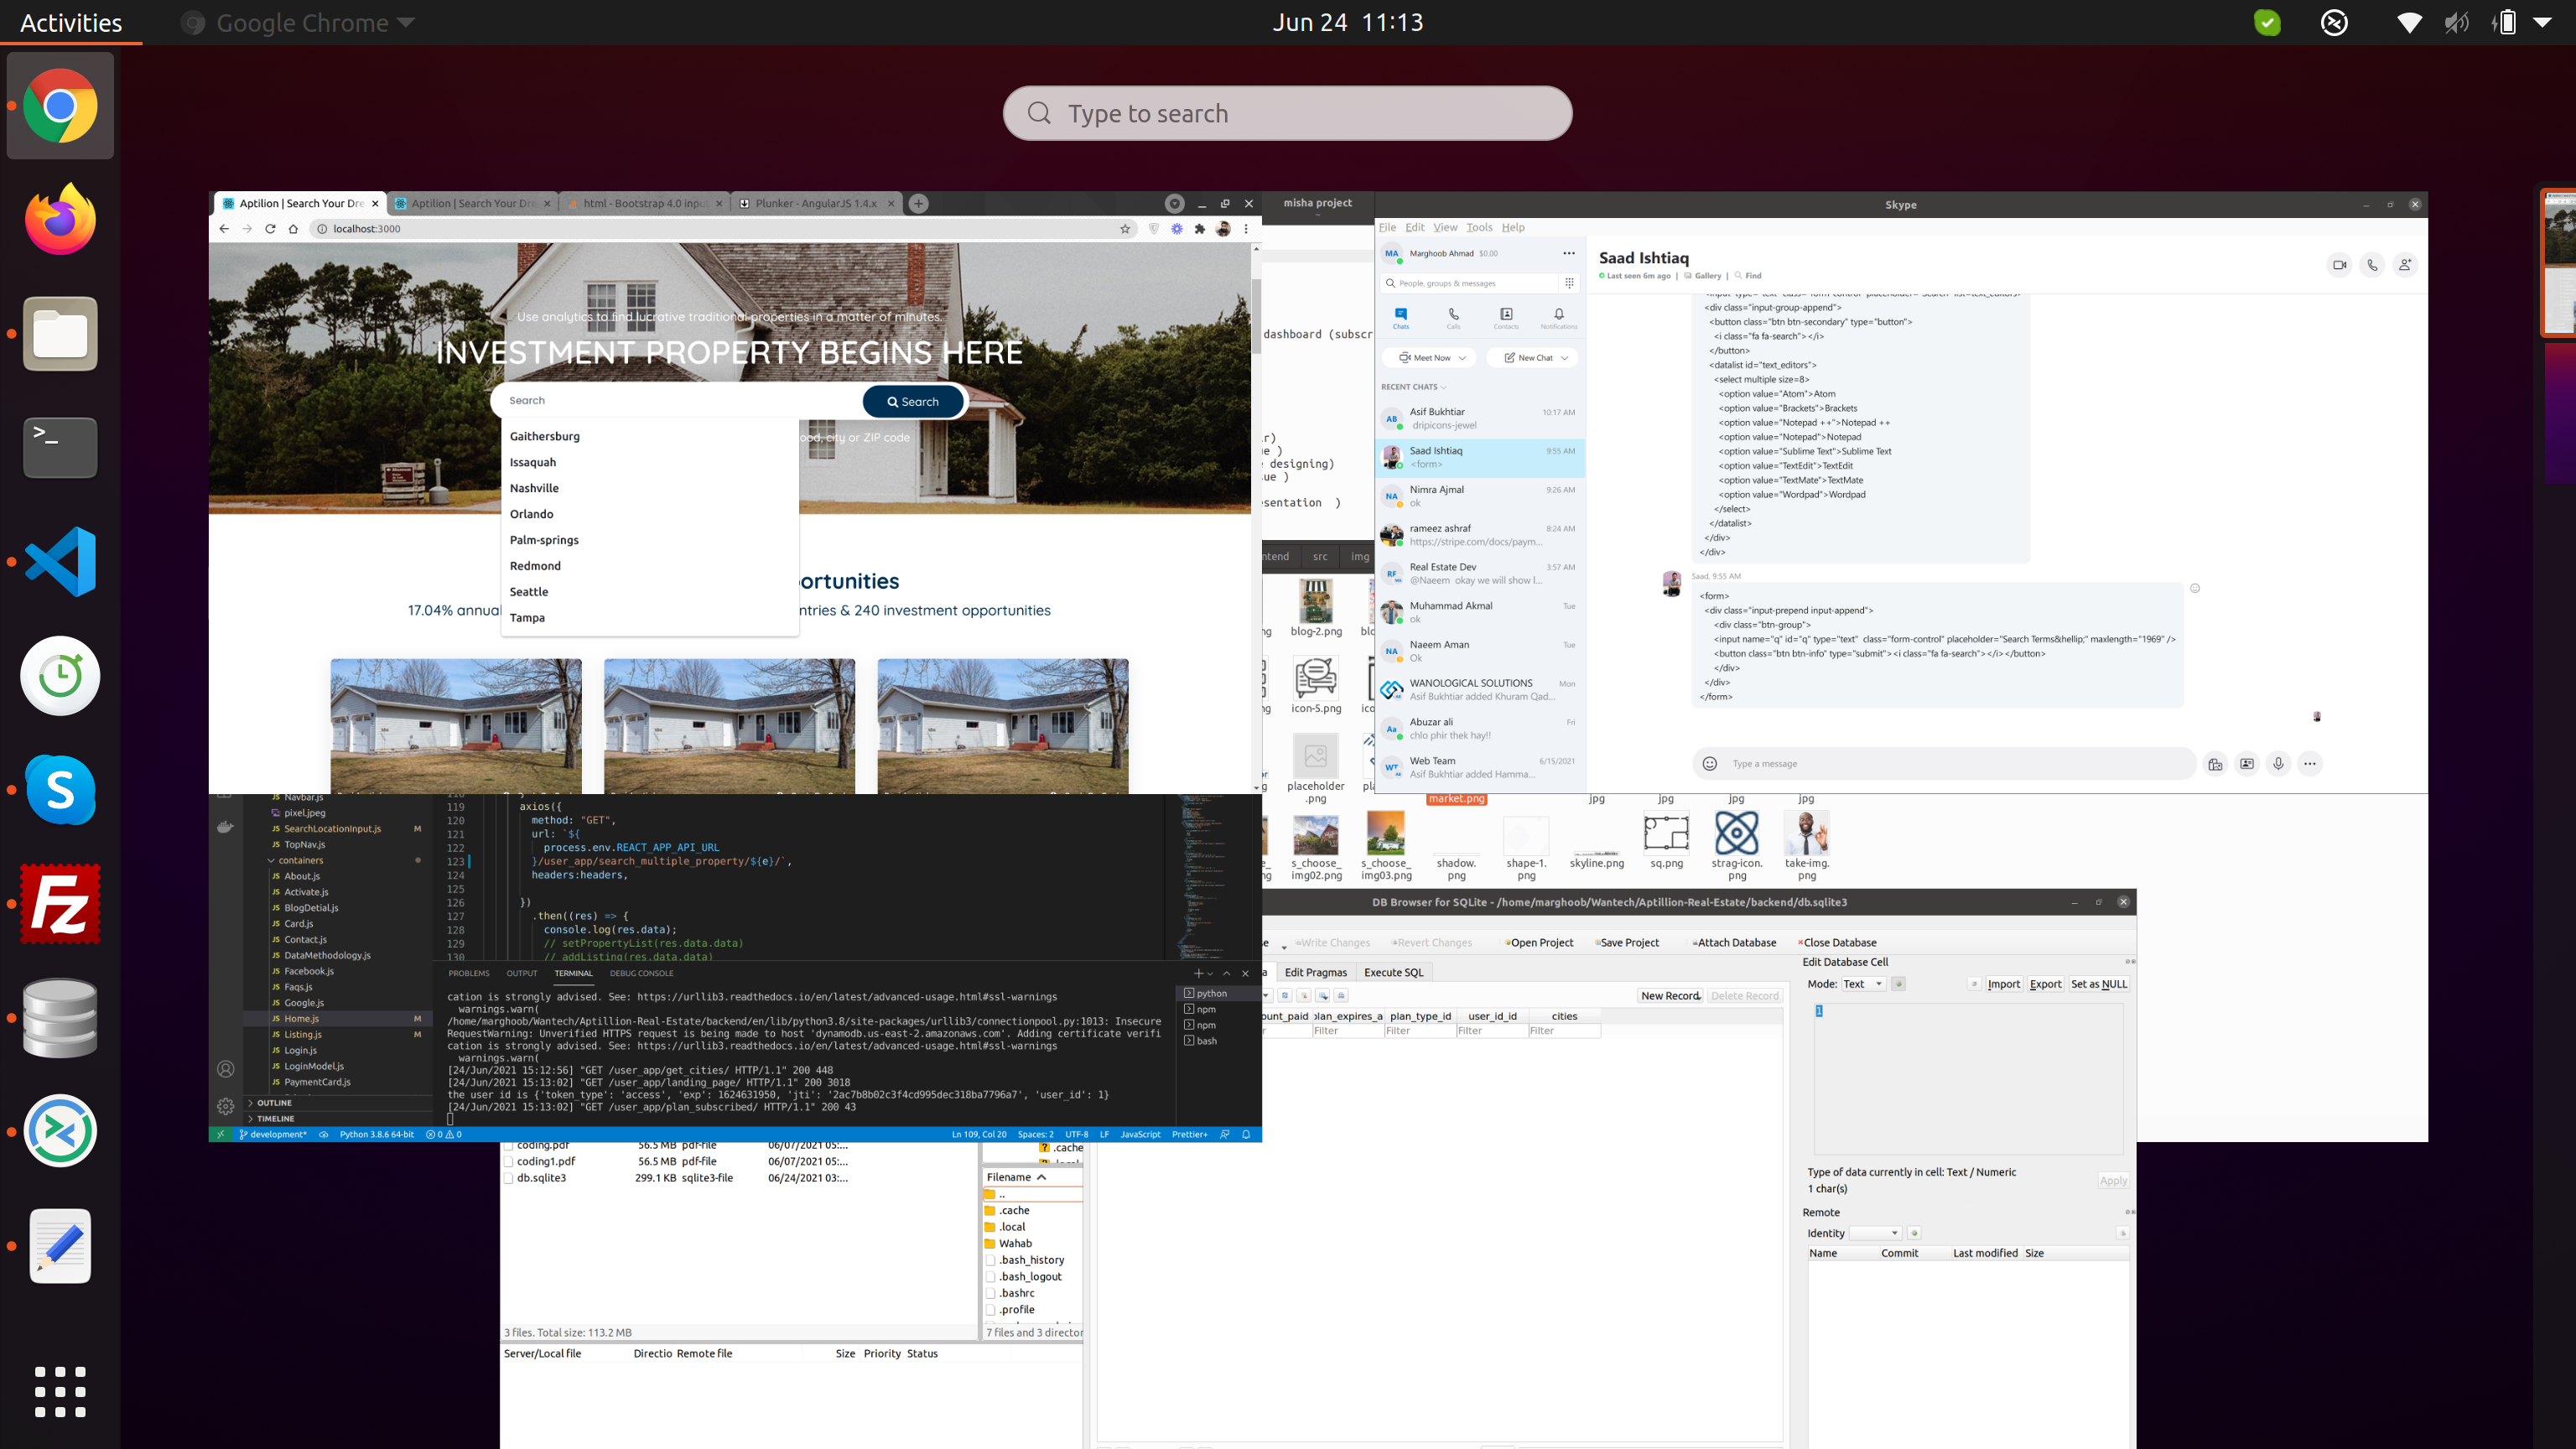 Activities
Google Chrome
Jun 24 11:13
Type to search
Aptilion | Search Your Dre
Aptilion | Search Your Dre
html - Bootstrap 4.0 input
Plunker - AngularJS 1.4.x
localhost:3000
Use analytics to find lucrative traditional properties in a matter of minutes.
INVESTMENT PROPERTY BEGINS HERE
Search
Search
ood, city or ZIP code
Gaithersburg
Issaquah
Nashville
Orlando
Palm-springs
Redmond
Seattle
Tampa
ortunities
17.04% annual
ntries & 240 investment opportunities
misha project
dashboard (subscr
r)
e )
e designing)
sue )
esentation )
ntend
src
img
blog-2.png
icon-5.png
placeholder
.png
market.png
jpg
jpg
jpg
jpg
s_choose_
img02.png
s_choose_
img03.png
shadow.
png
shape-1.
png
skyline.png
sq.png
strag-icon.
png
take-img.
png
Skype
File Edit View Tools Help
MA
Marghoob Ahmad $0.00
People, groups & messages
Chats
Calls
Contacts
Notifications
Meet Now
New Chat
RECENT CHATS
AB
Asif Bukhtiar 10:17 AM
dripicons-jewel
Saad Ishtiaq 9:55 AM
<form>
NA
Nimra Ajmal 9:26 AM
ok
rameez ashraf 8:24 AM
https://stripe.com/docs/paym...
RF
Real Estate Dev 3:57 AM
@Naeem okay we will show l...
Muhammad Akmal Tue
ok
NA
Naeem Aman Tue
Ok
WANOLOGICAL SOLUTIONS Mon
Asif Bukhtiar added Khuram Qad...
Aa
Abuzar ali Fri
chlo phir thek hay!!
WT
Web Team 6/15/2021
Asif Bukhtiar added Hamma...
Saad Ishtiaq
Last seen 6m ago | Gallery | Find
<div class="input-group-append">
<button class="btn btn-secondary" type="button">
<i class="fa fa-search"></i>
</button>
<datalist id="text_editors">
<select multiple size=8>
<option value="Atom">Atom
<option value="Brackets">Brackets
<option value="Notepad ++">Notepad ++
<option value="Notepad">Notepad
<option value="Sublime Text">Sublime Text
<option value="TextEdit">TextEdit
<option value="TextMate">TextMate
<option value="Wordpad">Wordpad
</select>
</datalist>
</div>
</div>
Saad, 9:55 AM
<form>
<div class="input-prepend input-append">
<div class="btn-group">
<input name="q" id="q" type="text" class="form-control" placeholder="Search Terms&hellip;" maxlength="1969" />
<button class="btn btn-info" type="submit"><i class="fa fa-search"></i></button>
</div>
</div>
</form>
Type a message
Navbar.js
pixel.jpeg
SearchLocationInput.js M
TopNav.js
containers
About.js
Activate.js
BlogDetial.js
Card.js
Contact.js
DataMethodology.js
Facebook.js
Faqs.js
Google.js
Home.js M
Listing.js M
Login.js
LoginModel.js
PaymentCard.js
OUTLINE
TIMELINE
119 axios({
120 method: "GET",
121 url: `${
122 process.env.REACT_APP_API_URL
123 }/user_app/search_multiple_property/${e}/`,
124 headers:headers,
125
126 })
127 .then((res) => {
128 console.log(res.data);
129 // setPropertyList(res.data.data)
130 // addListing(res.data.data)
PROBLEMS OUTPUT TERMINAL DEBUG CONSOLE
cation is strongly advised. See: https://urllib3.readthedocs.io/en/latest/advanced-usage.html#ssl-warnings
warnings.warn(
/home/marghoob/Wantech/Aptillion-Real-Estate/backend/en/lib/python3.8/site-packages/urllib3/connectionpool.py:1013: Insecure
RequestWarning: Unverified HTTPS request is being made to host 'dynamodb.us-east-2.amazonaws.com'. Adding certificate verifi
cation is strongly advised. See: https://urllib3.readthedocs.io/en/latest/advanced-usage.html#ssl-warnings
warnings.warn(
[24/Jun/2021 15:12:56] "GET /user_app/get_cities/ HTTP/1.1" 200 448
[24/Jun/2021 15:13:02] "GET /user_app/landing_page/ HTTP/1.1" 200 3018
the user id is {'token_type': 'access', 'exp': 1624631950, 'jti': '2ac7b8b02c3f4cd995dec318ba7796a7', 'user_id': 1}
[24/Jun/2021 15:13:02] "GET /user_app/plan_subscribed/ HTTP/1.1" 200 43
python
npm
npm
bash
development*
Python 3.8.6 64-bit
0 0
Ln 109, Col 20 Spaces: 2 UTF-8 LF JavaScript Prettier+
coding.pdf 56.5 MB pdf-file 06/07/2021 05:...
coding1.pdf 56.5 MB pdf-file 06/07/2021 05:...
db.sqlite3 299.1 KB sqlite3-file 06/24/2021 03:...
3 files. Total size: 113.2 MB
.cache
Filename
..
.cache
.local
Wahab
.bash_history
.bash_logout
.bashrc
.profile
7 files and 3 director
Server/Local file Directio Remote file Size Priority Status
DB Browser for SQLite - /home/marghoob/Wantech/Aptillion-Real-Estate/backend/db.sqlite3
Write Changes
Revert Changes
Open Project
Save Project
Attach Database
Close Database
Edit Pragmas
Execute SQL
New Record
Delete Record
ount_paid plan_expires_a plan_type_id user_id_id cities
Filter Filter Filter Filter
Edit Database Cell
Mode: Text
Import Export Set as NULL
1
Type of data currently in cell: Text / Numeric
1 char(s)
Apply
Remote
Identity
Name Commit Last modified Size